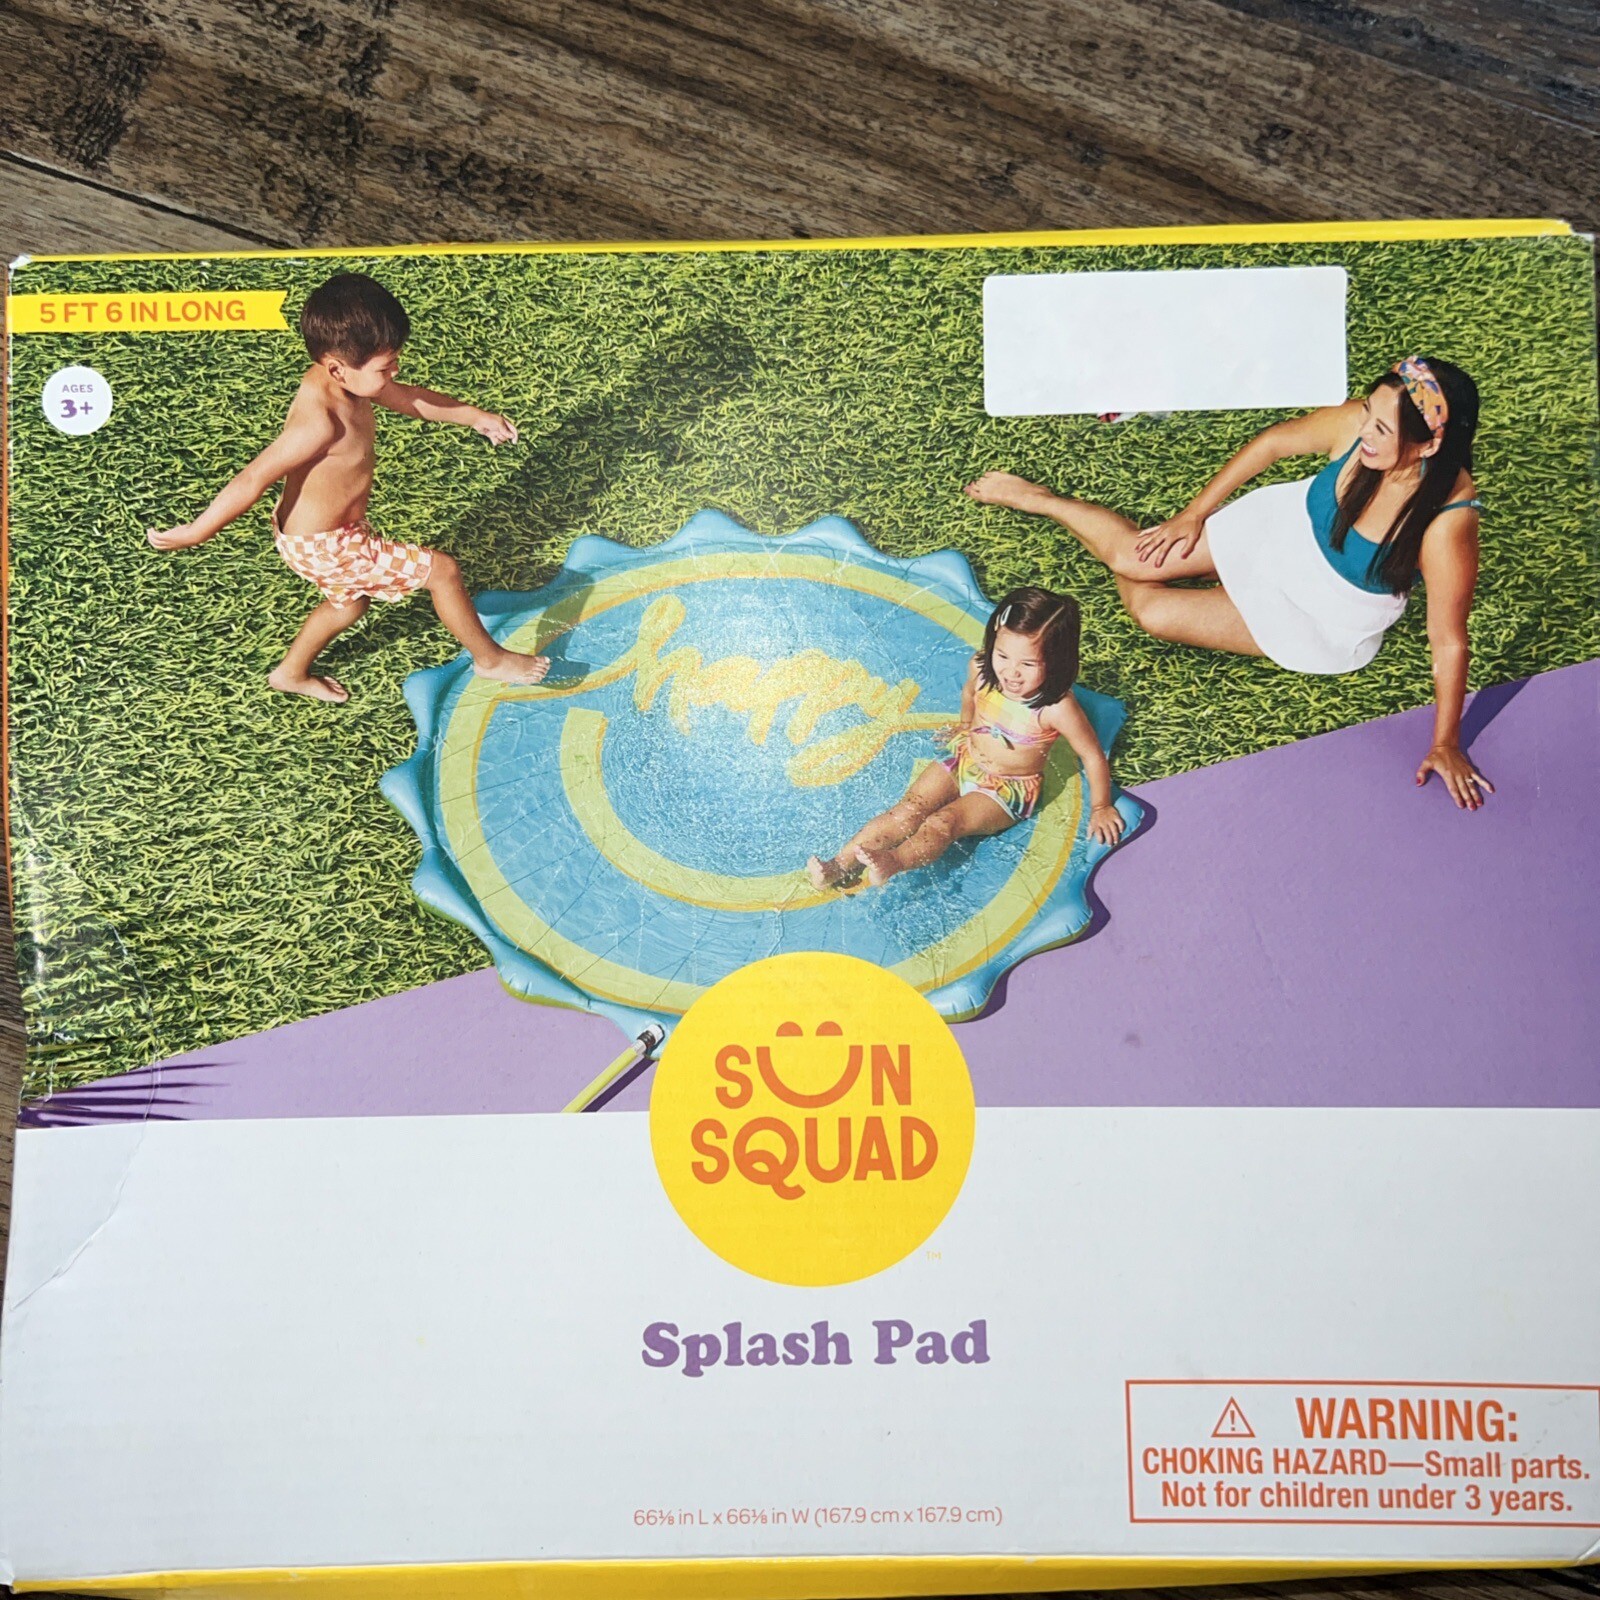 5 FT 6 IN LONG
AGES
3+
happy
SUN
SQUAD
TM
Splash Pad
WARNING:
CHOKING HAZARD—Small parts.
Not for children under 3 years.
66⅛ in L x 66⅛ in W (167.9 cm x 167.9 cm)